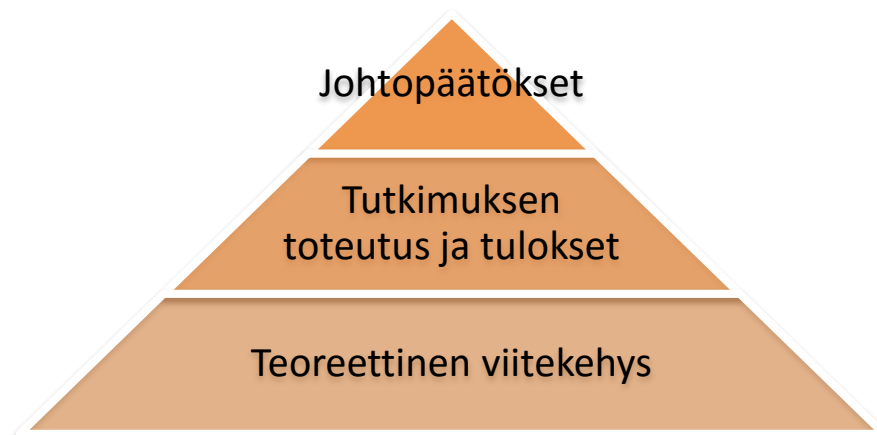 Johtopäätökset
Tutkimuksen
toteutus ja tulokset
Teoreettinen viitekehys